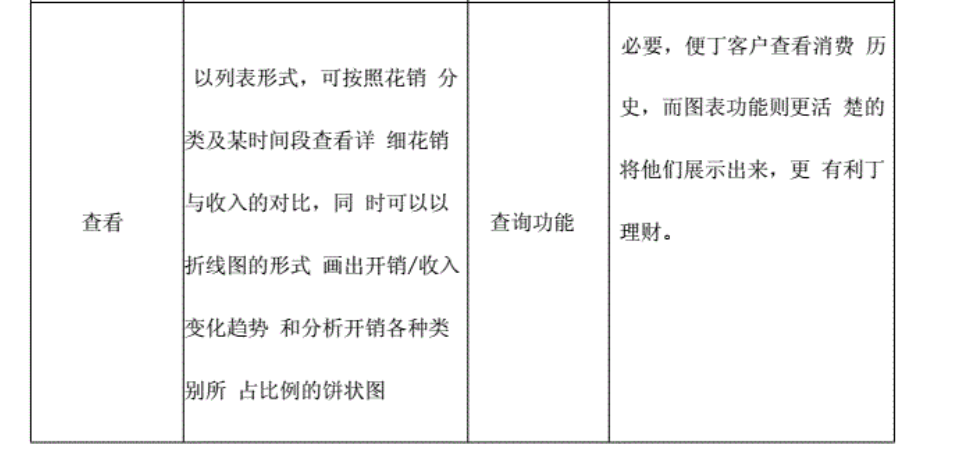 查看
以列表形式，可按照花销 分
类及某时间段查看详 细花销
与收入的对比，同 时可以以
折线图的形式 画出开销/收入
变化趋势 和分析开销各种类
别所 占比例的饼状图
查询功能
必要，便丁客户查看消费 历
史，而图表功能则更活 楚的
将他们展示出来，更 有利丁
理财。